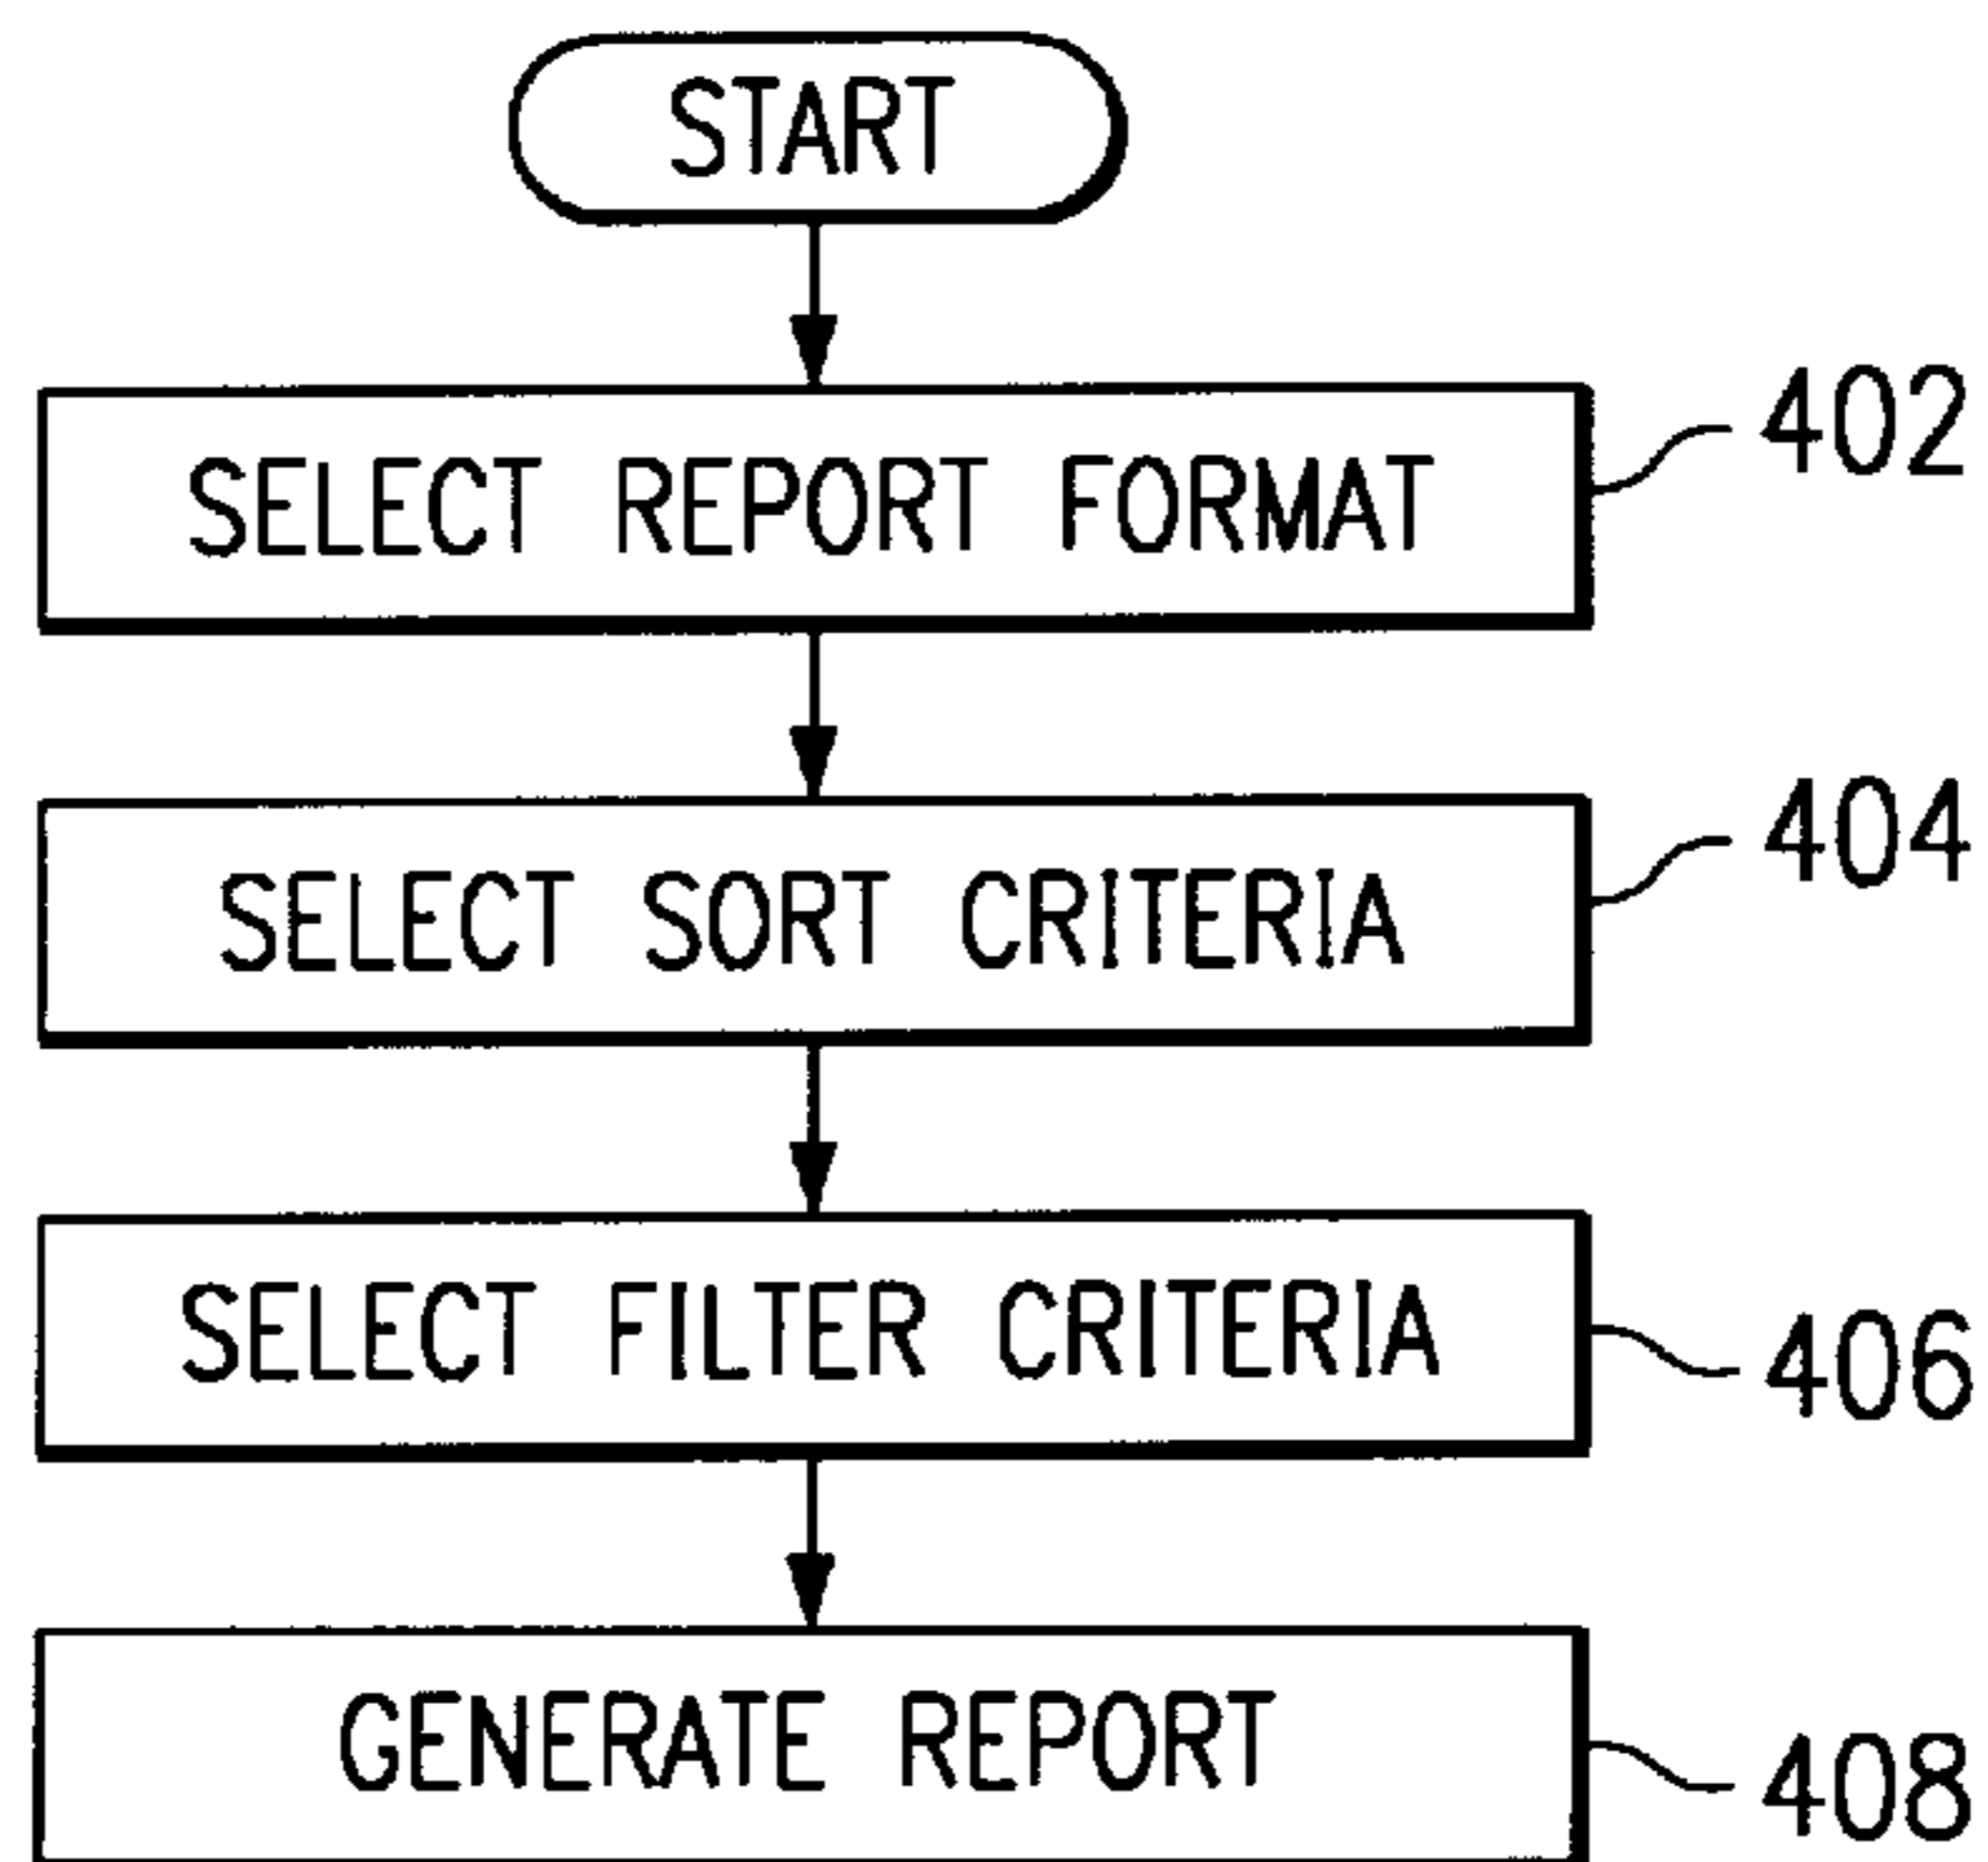 START
SELECT REPORT FORMAT
402
SELECT SORT CRITERIA
404
SELECT FILTER CRITERIA
406
GENERATE REPORT
408